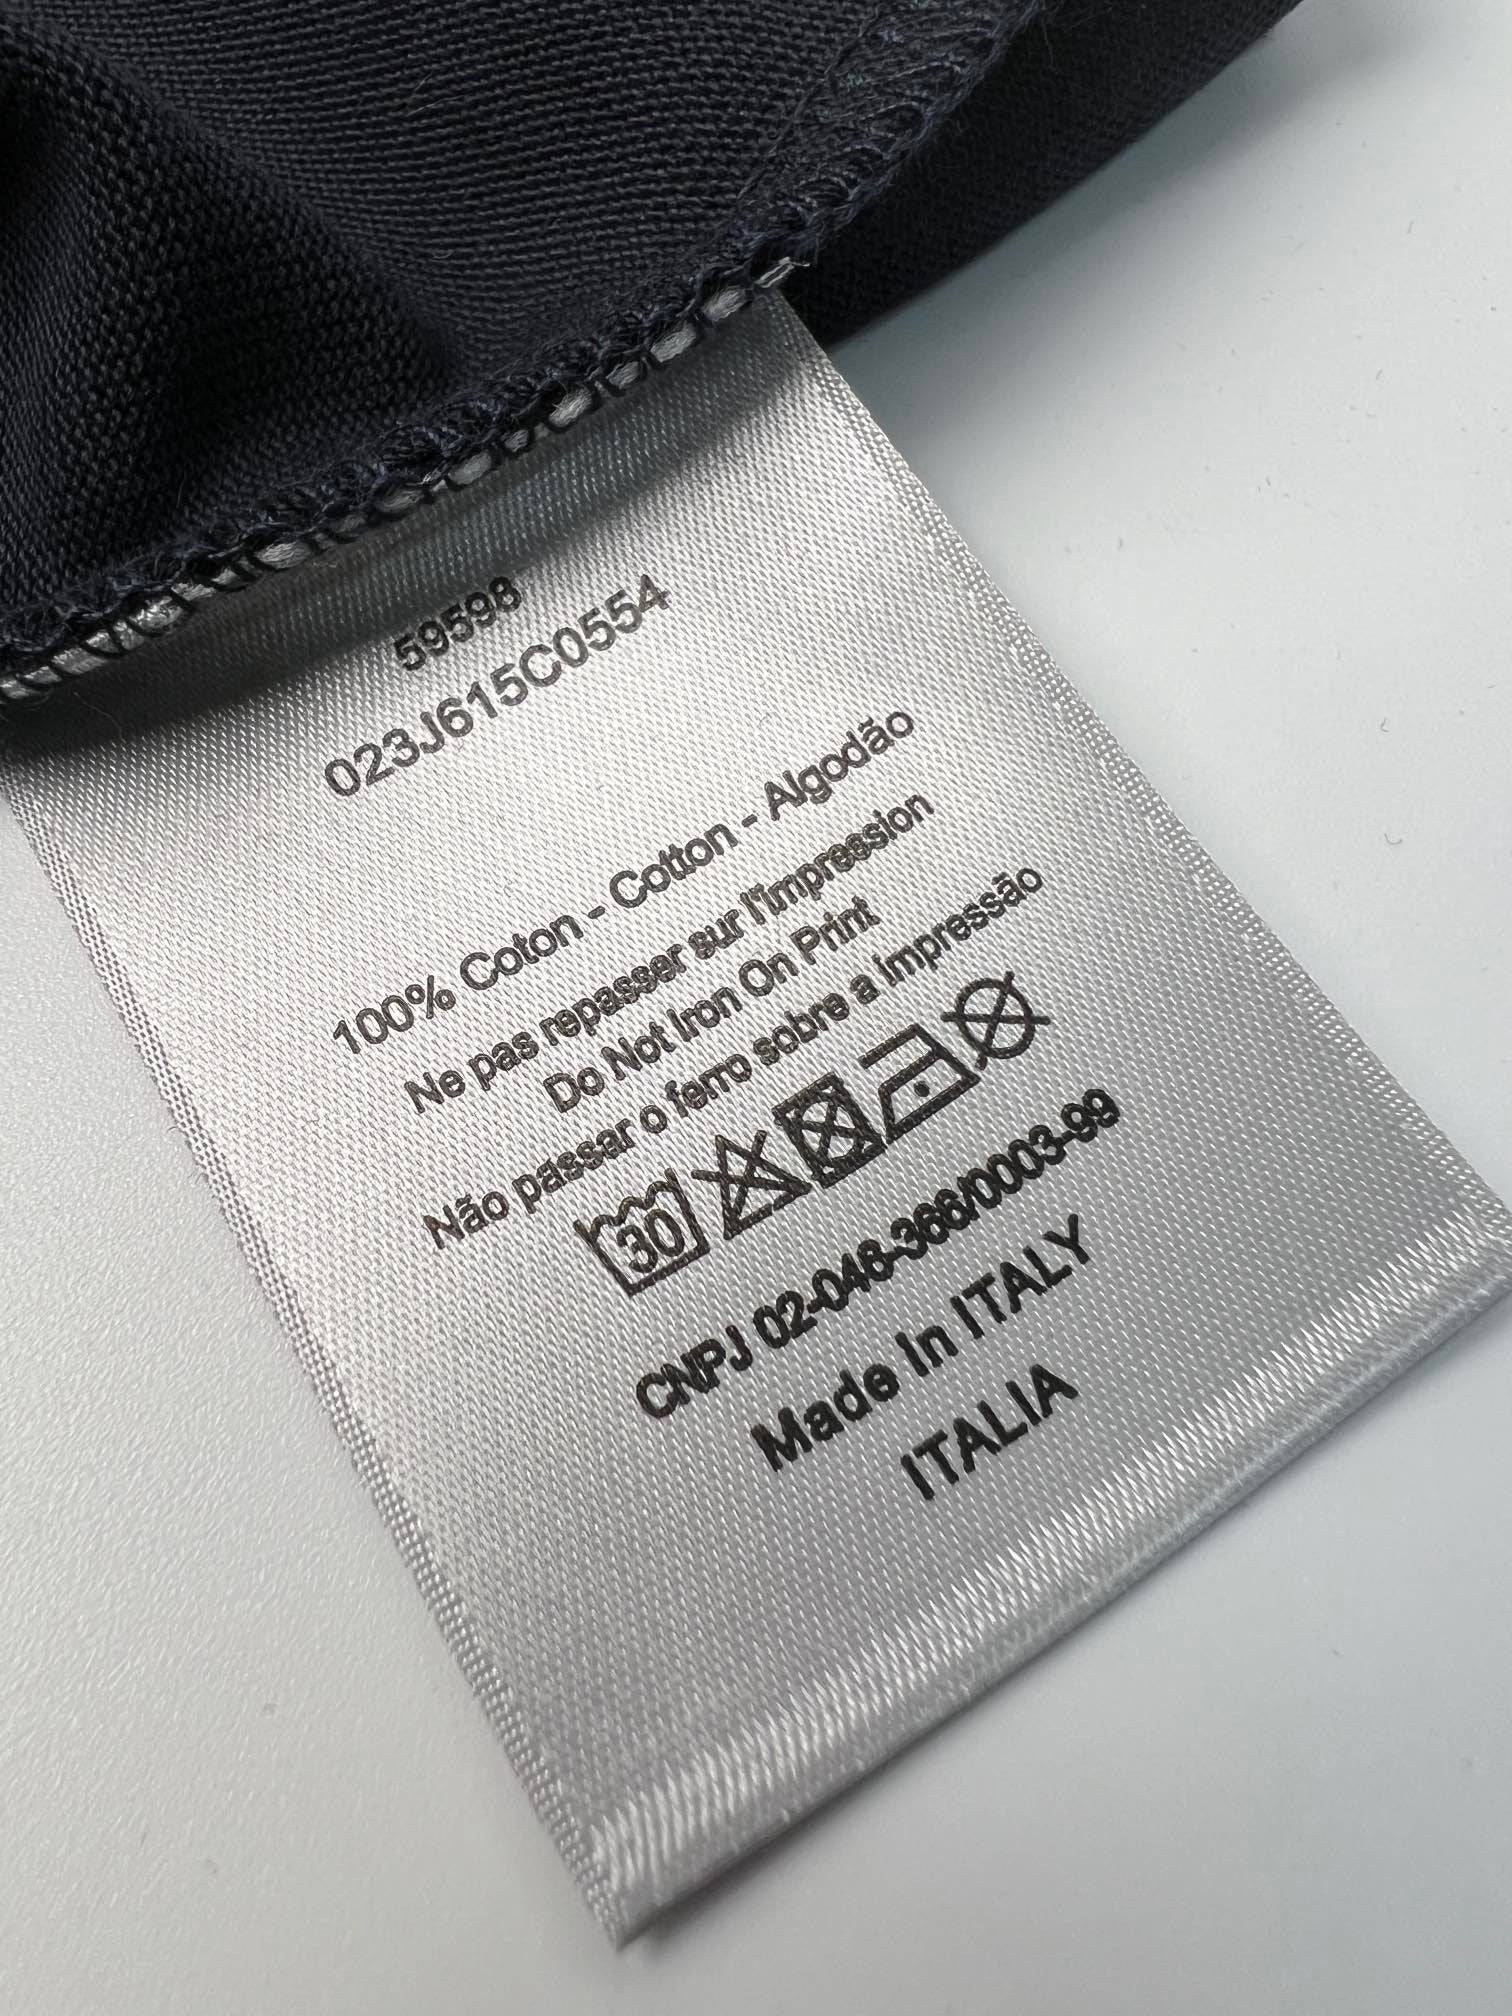 59598
023J615C0554
100% Coton - Cotton - Algodão
Ne pas repasser sur l'impression
Do Not Iron On Print
Não passar o ferro sobre a impressão
30
CNPJ 02-046-366/0003-99
Made In ITALY
ITALIA